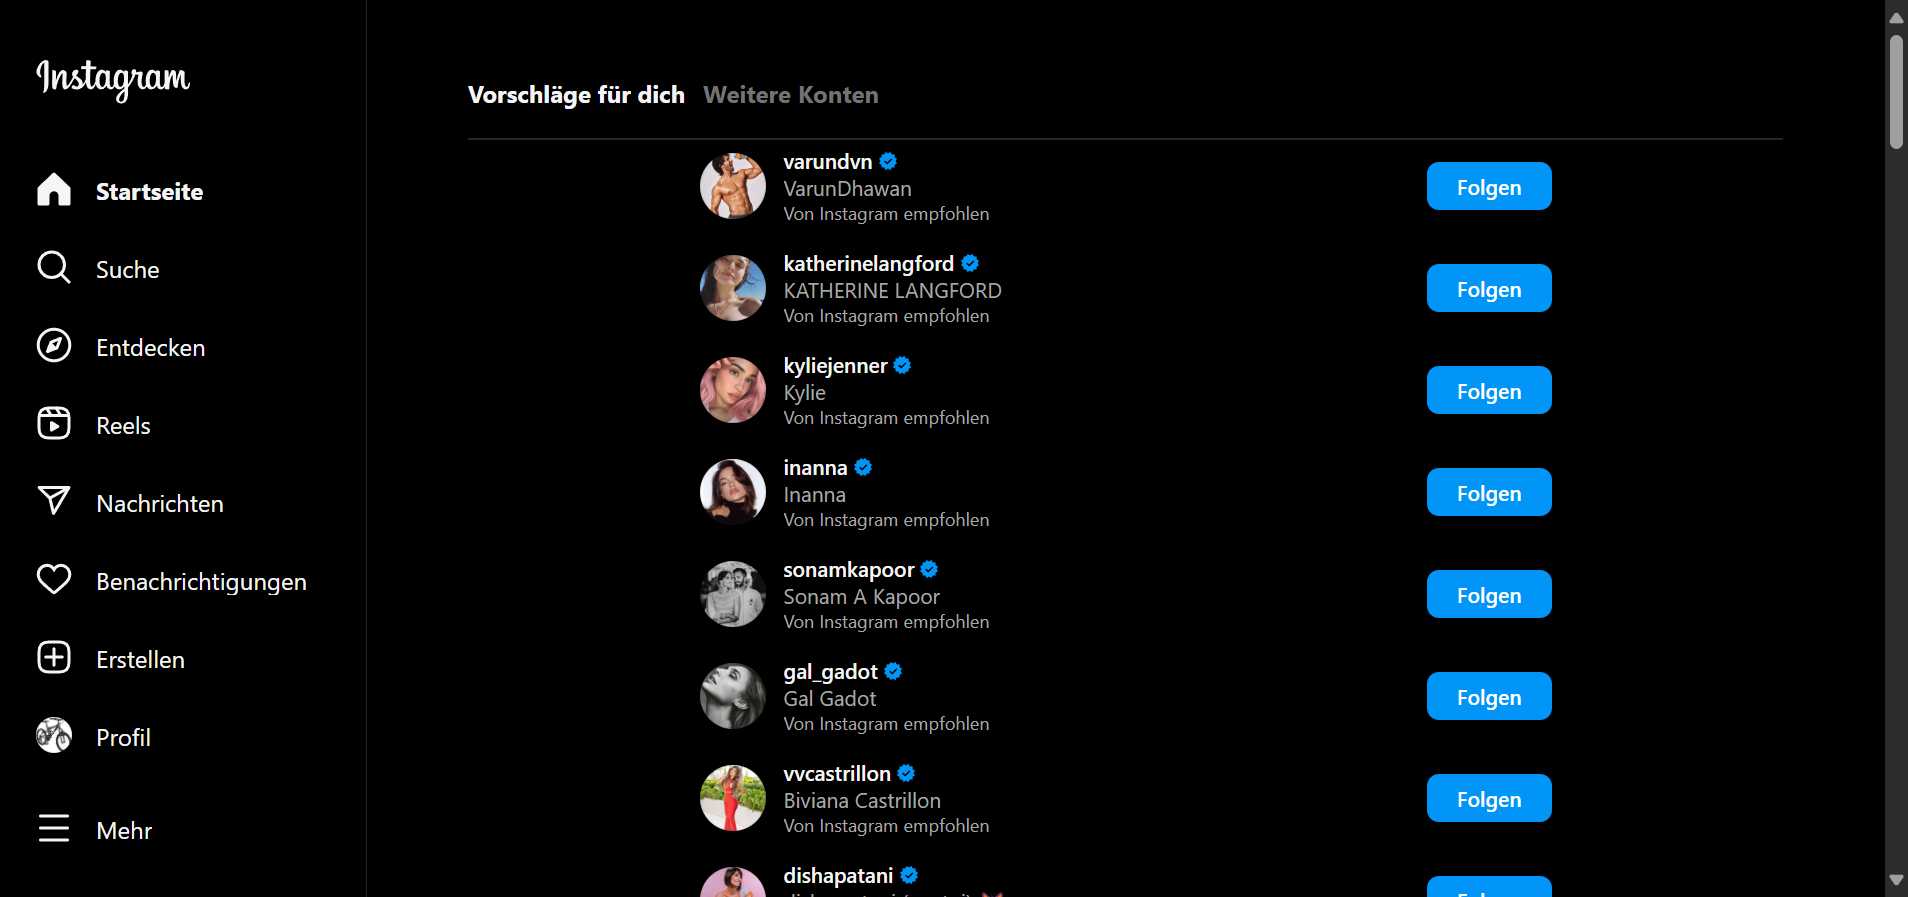 Instagram
Startseite
Suche
Entdecken
Reels
Nachrichten
Benachrichtigungen
Erstellen
Profil
Mehr
Vorschläge für dich Weitere Konten
varundvn
VarunDhawan
Von Instagram empfohlen
Folgen
katherinelangford
KATHERINE LANGFORD
Von Instagram empfohlen
Folgen
kyliejenner
Kylie
Von Instagram empfohlen
Folgen
inanna
Inanna
Von Instagram empfohlen
Folgen
sonamkapoor
Sonam A Kapoor
Von Instagram empfohlen
Folgen
gal_gadot
Gal Gadot
Von Instagram empfohlen
Folgen
vvcastrillon
Biviana Castrillon
Von Instagram empfohlen
Folgen
dishapatani